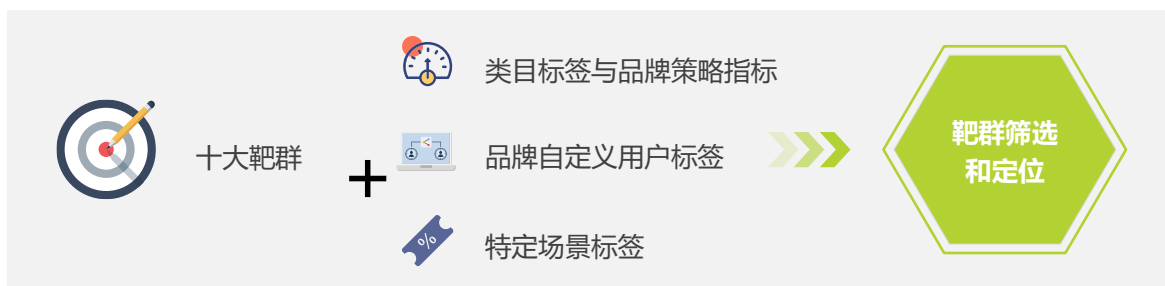 类目标签与品牌策略指标
十大靶群
+
品牌自定义用户标签
%
特定场景标签
靶群筛选
和定位